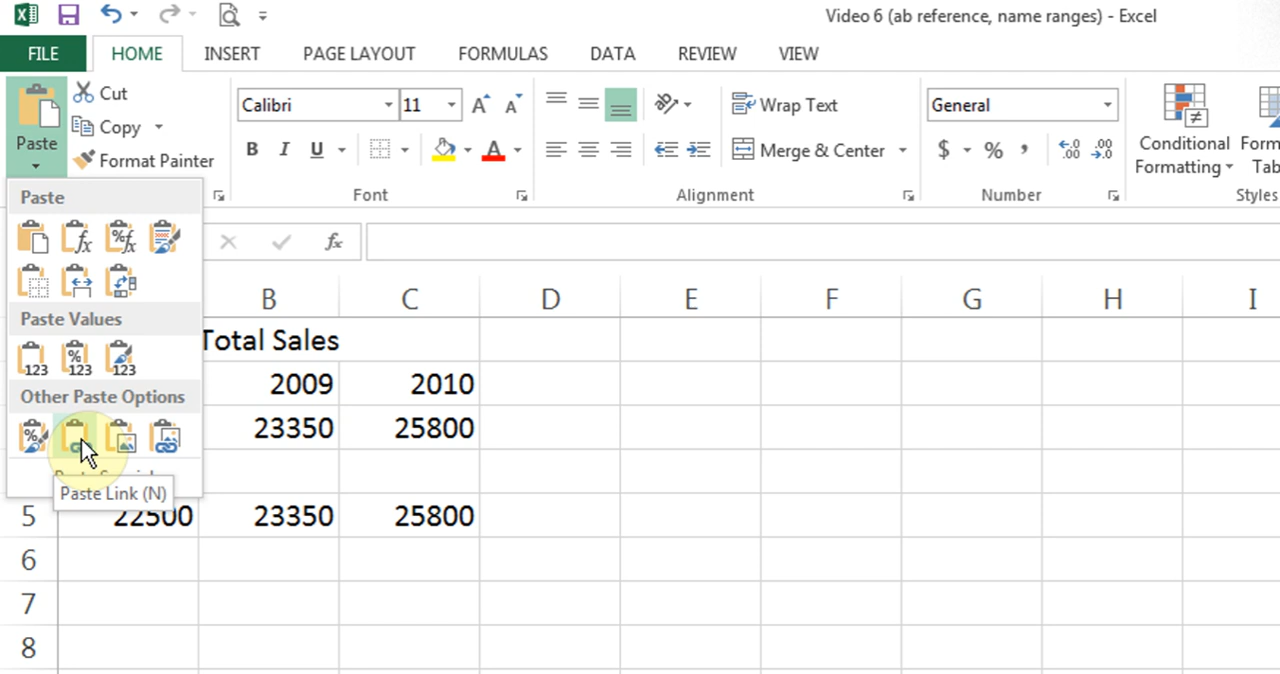 Video 6 (ab reference, name ranges) - Excel
FILE HOME INSERT PAGE LAYOUT FORMULAS DATA REVIEW VIEW
Paste
Cut
Copy
Format Painter
Calibri 11
B I U A
Font
Wrap Text
Merge & Center
Alignment
General
$ % ,
Number
Conditional
Formatting
Form
Tab
Styles
Paste
Paste Values
Other Paste Options
Paste Link (N)
fx
B C D E F G H I
Total Sales
2009 2010
23350 25800
5 22500 23350 25800
6
7
8